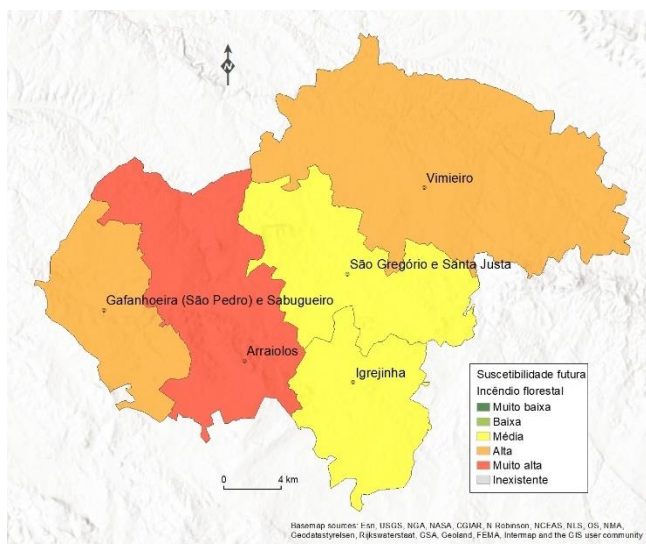 N
Vimieiro
São Gregório e Santa Justa
Gafanhoeira (São Pedro) e Sabugueiro
Arraiolos
Igrejinha
Suscetibilidade futura
Incêndio florestal
Muito baixa
Baixa
Média
Alta
Muito alta
Inexistente
0 4 km
Basemap sources: Esri, USGS, NGA, NASA, CGIAR, N Robinson, NCEAS, NLS, OS, NMA,
Geodatastyrelsen, Rijkswaterstaat, GSA, Geoland, FEMA, Intermap and the GIS user community